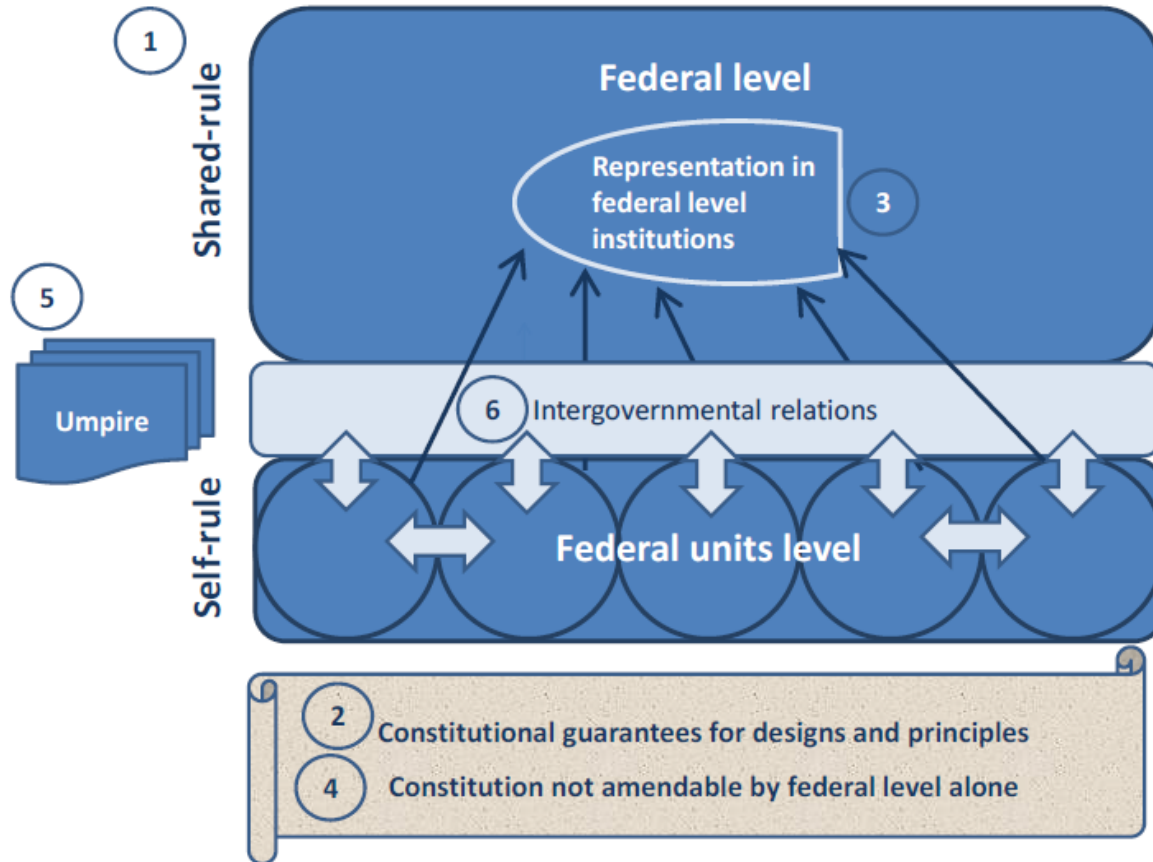 1
Shared-rule
Federal level
Representation in
federal level
institutions
3
5
Umpire
6 Intergovernmental relations
Self-rule
Federal units level
2 Constitutional guarantees for designs and principles
4 Constitution not amendable by federal level alone